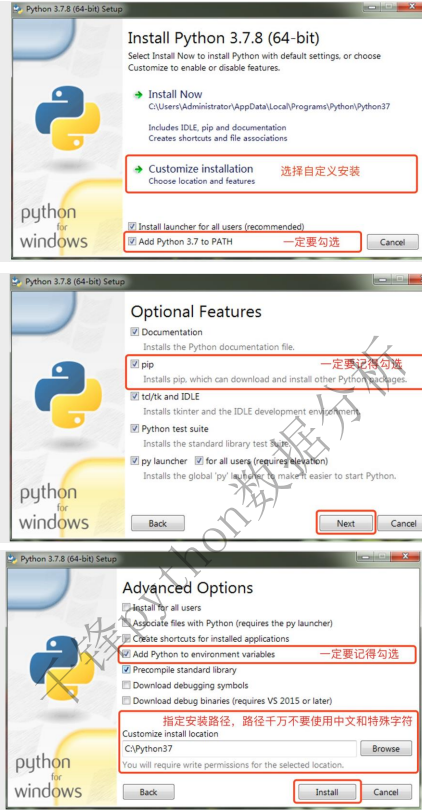 Python 3.7.8 (64-bit) Setup
Install Python 3.7.8 (64-bit)
Select Install Now to install Python with default settings, or choose
Customize to enable or disable features.
Install Now
C:\Users\Administrator\AppData\Local\Programs\Python\Python37
Includes IDLE, pip and documentation
Creates shortcuts and file associations
Customize installation 选择自定义安装
Choose location and features
python
for
windows
Install launcher for all users (recommended)
Add Python 3.7 to PATH 一定要勾选
Cancel
Python 3.7.8 (64-bit) Setup
Optional Features
Documentation
Installs the Python documentation file.
pip 一定要记得勾选
Installs pip, which can download and install other Python packages.
td/tk and IDLE
Installs tkinter and the IDLE development environment.
Python test suite
Installs the standard library test suite.
py launcher for all users (requires elevation)
Installs the global 'py' launcher to make it easier to start Python.
python
for
windows
Back Next Cancel
Python 3.7.8 (64-bit) Setup
Advanced Options
Install for all users
Associate files with Python (requires the py launcher)
Create shortcuts for installed applications
Add Python to environment variables 一定要记得勾选
Precompile standard library
Download debugging symbols
Download debug binaries (requires VS 2015 or later)
指定安装路径，路径千万不要使用中文和特殊字符
Customize install location
C:\Python37 Browse
You will require write permissions for the selected location.
python
for
windows
Back Install Cancel
千锋python数据分析